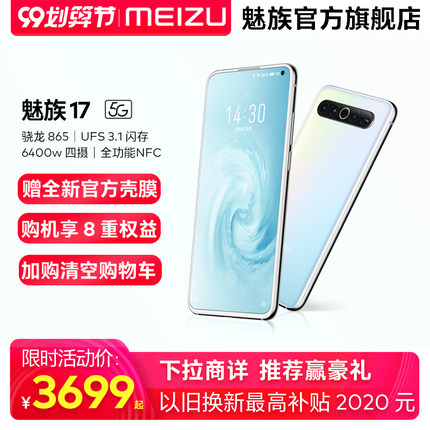 99划算节 MEIZU 魅族官方旗舰店
魅族 17 5G
骁龙 865｜UFS 3.1 闪存
6400w 四摄｜全功能NFC
14:30
赠全新官方壳膜
购机享 8 重权益
加购清空购物车
限时活动价：
¥3699起
下拉商详 推荐赢豪礼
以旧换新最高补贴 2020 元